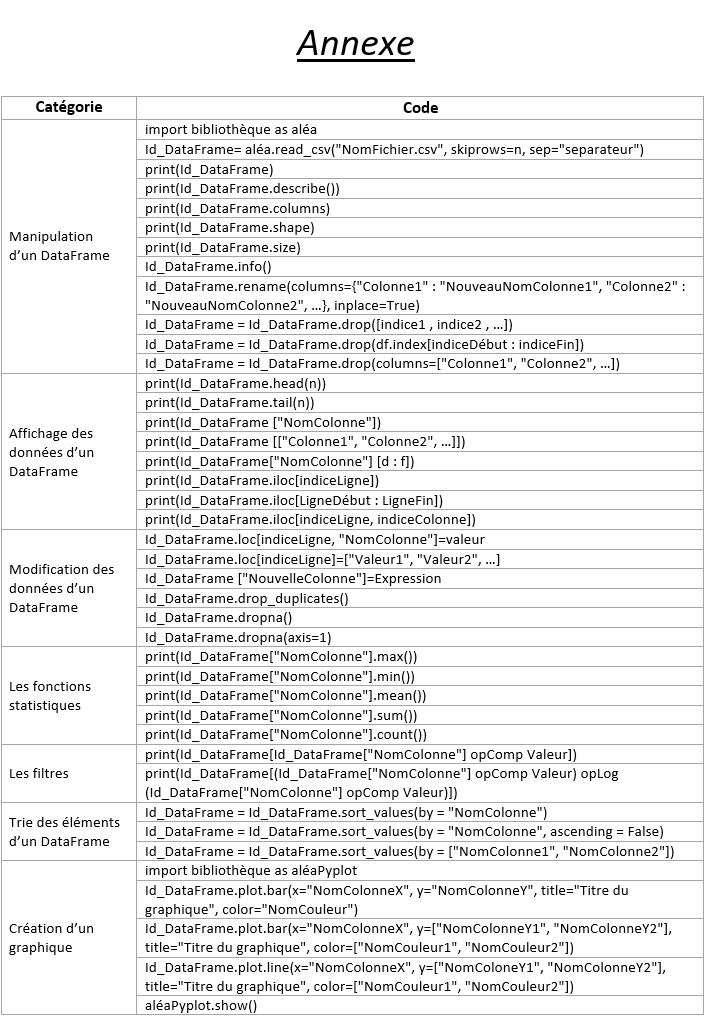 Annexe
Catégorie
Code
Manipulation
d’un DataFrame
import bibliothèque as aléa
Id_DataFrame= aléa.read_csv("NomFichier.csv", skiprows=n, sep="separateur")
print(Id_DataFrame)
print(Id_DataFrame.describe())
print(Id_DataFrame.columns)
print(Id_DataFrame.shape)
print(Id_DataFrame.size)
Id_DataFrame.info()
Id_DataFrame.rename(columns={"Colonne1" : "NouveauNomColonne1", "Colonne2" :
"NouveauNomColonne2", …}, inplace=True)
Id_DataFrame = Id_DataFrame.drop([indice1 , indice2 , …])
Id_DataFrame = Id_DataFrame.drop(df.index[indiceDébut : indiceFin])
Id_DataFrame = Id_DataFrame.drop(columns=["Colonne1", "Colonne2", …])
Affichage des
données d’un
DataFrame
print(Id_DataFrame.head(n))
print(Id_DataFrame.tail(n))
print(Id_DataFrame ["NomColonne"])
print(Id_DataFrame [["Colonne1", "Colonne2", …]])
print(Id_DataFrame["NomColonne"] [d : f])
print(Id_DataFrame.iloc[indiceLigne])
print(Id_DataFrame.iloc[LigneDébut : LigneFin])
print(Id_DataFrame.iloc[indiceLigne, indiceColonne])
Modification des
données d’un
DataFrame
Id_DataFrame.loc[indiceLigne, "NomColonne"]=valeur
Id_DataFrame.loc[indiceLigne]=["Valeur1", "Valeur2", …]
Id_DataFrame ["NouvelleColonne"]=Expression
Id_DataFrame.drop_duplicates()
Id_DataFrame.dropna()
Id_DataFrame.dropna(axis=1)
Les fonctions
statistiques
print(Id_DataFrame["NomColonne"].max())
print(Id_DataFrame["NomColonne"].min())
print(Id_DataFrame["NomColonne"].mean())
print(Id_DataFrame["NomColonne"].sum())
print(Id_DataFrame["NomColonne"].count())
Les filtres
print(Id_DataFrame[Id_DataFrame["NomColonne"] opComp Valeur])
print(Id_DataFrame[(Id_DataFrame["NomColonne"] opComp Valeur) opLog
(Id_DataFrame["NomColonne"] opComp Valeur)])
Trie des éléments
d’un DataFrame
Id_DataFrame = Id_DataFrame.sort_values(by = "NomColonne")
Id_DataFrame = Id_DataFrame.sort_values(by = "NomColonne", ascending = False)
Id_DataFrame = Id_DataFrame.sort_values(by = ["NomColonne1", "NomColonne2"])
Création d’un
graphique
import bibliothèque as aléaPyplot
Id_DataFrame.plot.bar(x="NomColonneX", y="NomColonneY", title="Titre du
graphique", color="NomCouleur")
Id_DataFrame.plot.bar(x="NomColonneX", y=["NomColonneY1", "NomColonneY2"],
title="Titre du graphique", color=["NomCouleur1", "NomCouleur2"])
Id_DataFrame.plot.line(x="NomColonneX", y=["NomColoneY1", "NomColonneY2"],
title="Titre du graphique", color=["NomCouleur1", "NomCouleur2"])
aléaPyplot.show()